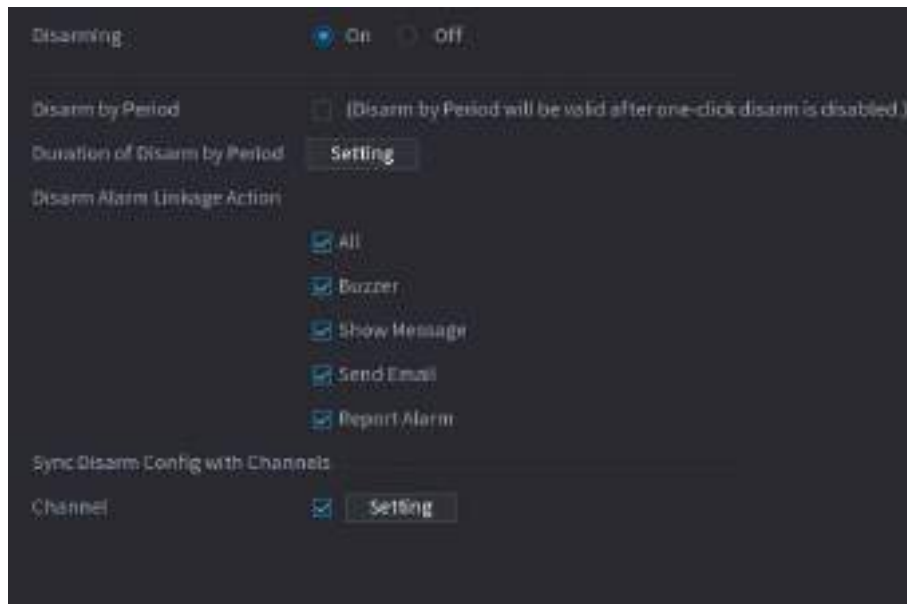 Disarming On Off
Disarm by Period (Disarm by Period will be valid after one-click disarm is disabled.)
Duration of Disarm by Period Setting
Disarm Alarm Linkage Action
All
Buzzer
Show Message
Send Email
Report Alarm
Sync Disarm Config with Channels
Channel Setting